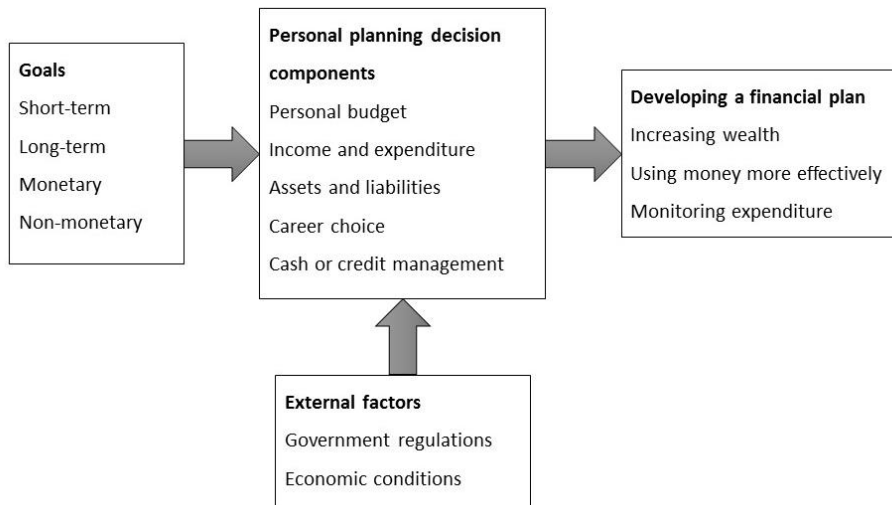 Goals
Short-term
Long-term
Monetary
Non-monetary
Personal planning decision
components
Personal budget
Income and expenditure
Assets and liabilities
Career choice
Cash or credit management
Developing a financial plan
Increasing wealth
Using money more effectively
Monitoring expenditure
External factors
Government regulations
Economic conditions